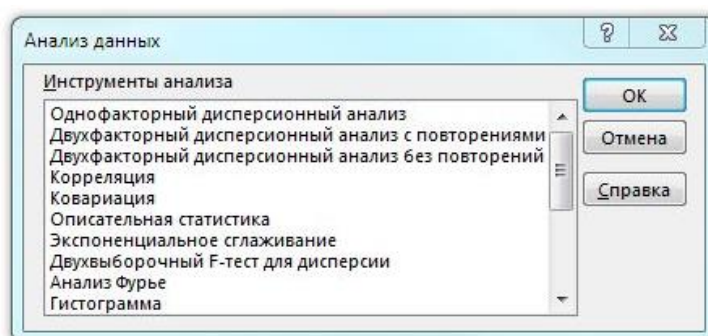 Анализ данных
Инструменты анализа
Однофакторный дисперсионный анализ
Двухфакторный дисперсионный анализ с повторениями
Двухфакторный дисперсионный анализ без повторений
Корреляция
Ковариация
Описательная статистика
Экспоненциальное сглаживание
Двухвыборочный F-тест для дисперсии
Анализ Фурье
Гистограмма
ОК
Отмена
Справка